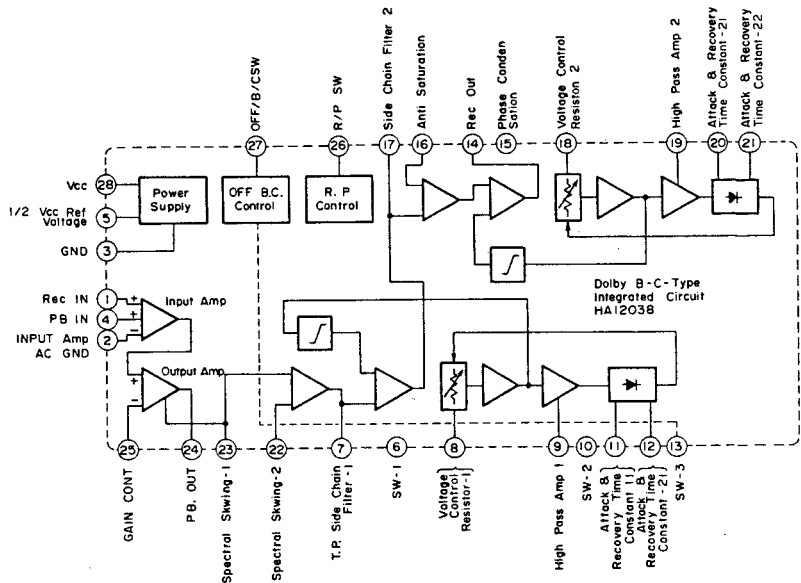 OFF/B/CSW
R/P SW
Side Chain Filter 2
Anti Saturation
Rec Out
Phase Conden
Sation
Voltage Control
Resiston 2
High Pass Amp 2
Attack & Recovery
Time Constant-21
Attack & Recovery
Time Constant-22
27
26
17
16
14
15
18
19
20
21
Vcc
28
1/2 Vcc Ref
Voltage
5
GND
3
Power
Supply
OFF B.C.
Control
R. P
Control
Rec IN
1
PB IN
4
INPUT Amp
AC GND
2
+
+
−
Input Amp
Dolby B-C-Type
Integrated Circuit
HA12038
Output Amp
+
−
25
24
23
22
7
6
8
9
10
11
12
13
GAIN CONT
PB. OUT
Spectral Skwing-1
Spectral Skwing-2
T.P. Side Chain
Filter-1
SW-1
Voltage
Control
Resistor-1
High Pass Amp 1
SW-2
Attack &
Recovery Time
Constant 11
Attack &
Recovery Time
Constant-21
SW-3